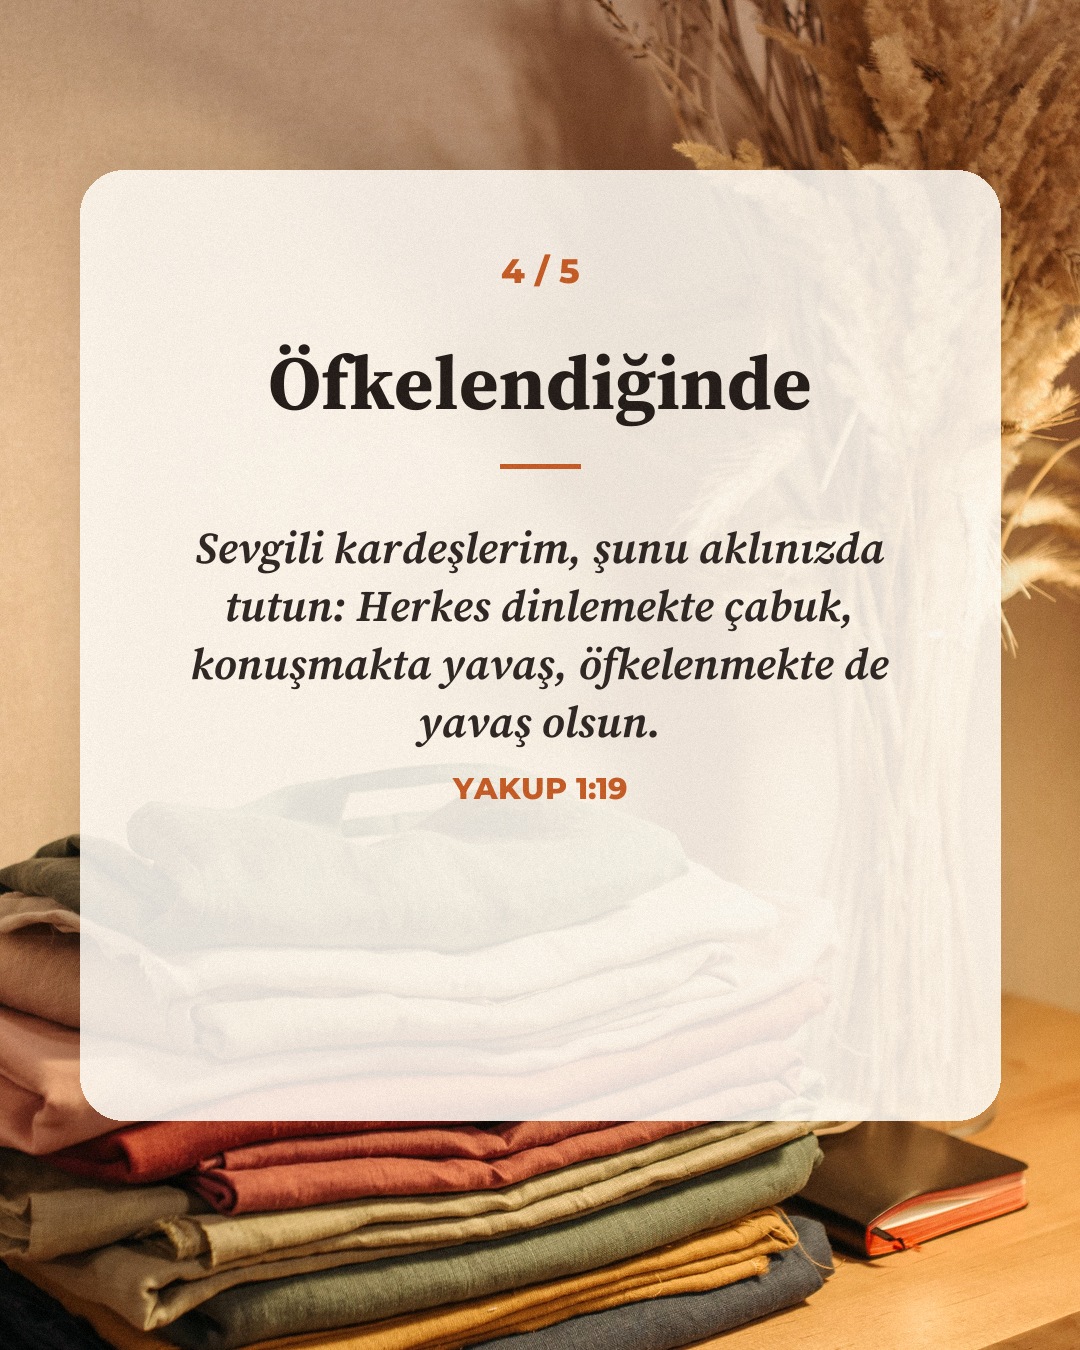 4 / 5
Öfkelendiğinde
Sevgili kardeşlerim, şunu aklınızda
tutun: Herkes dinlemekte çabuk,
konuşmakta yavaş, öfkelenmekte de
yavaş olsun.
YAKUP 1:19